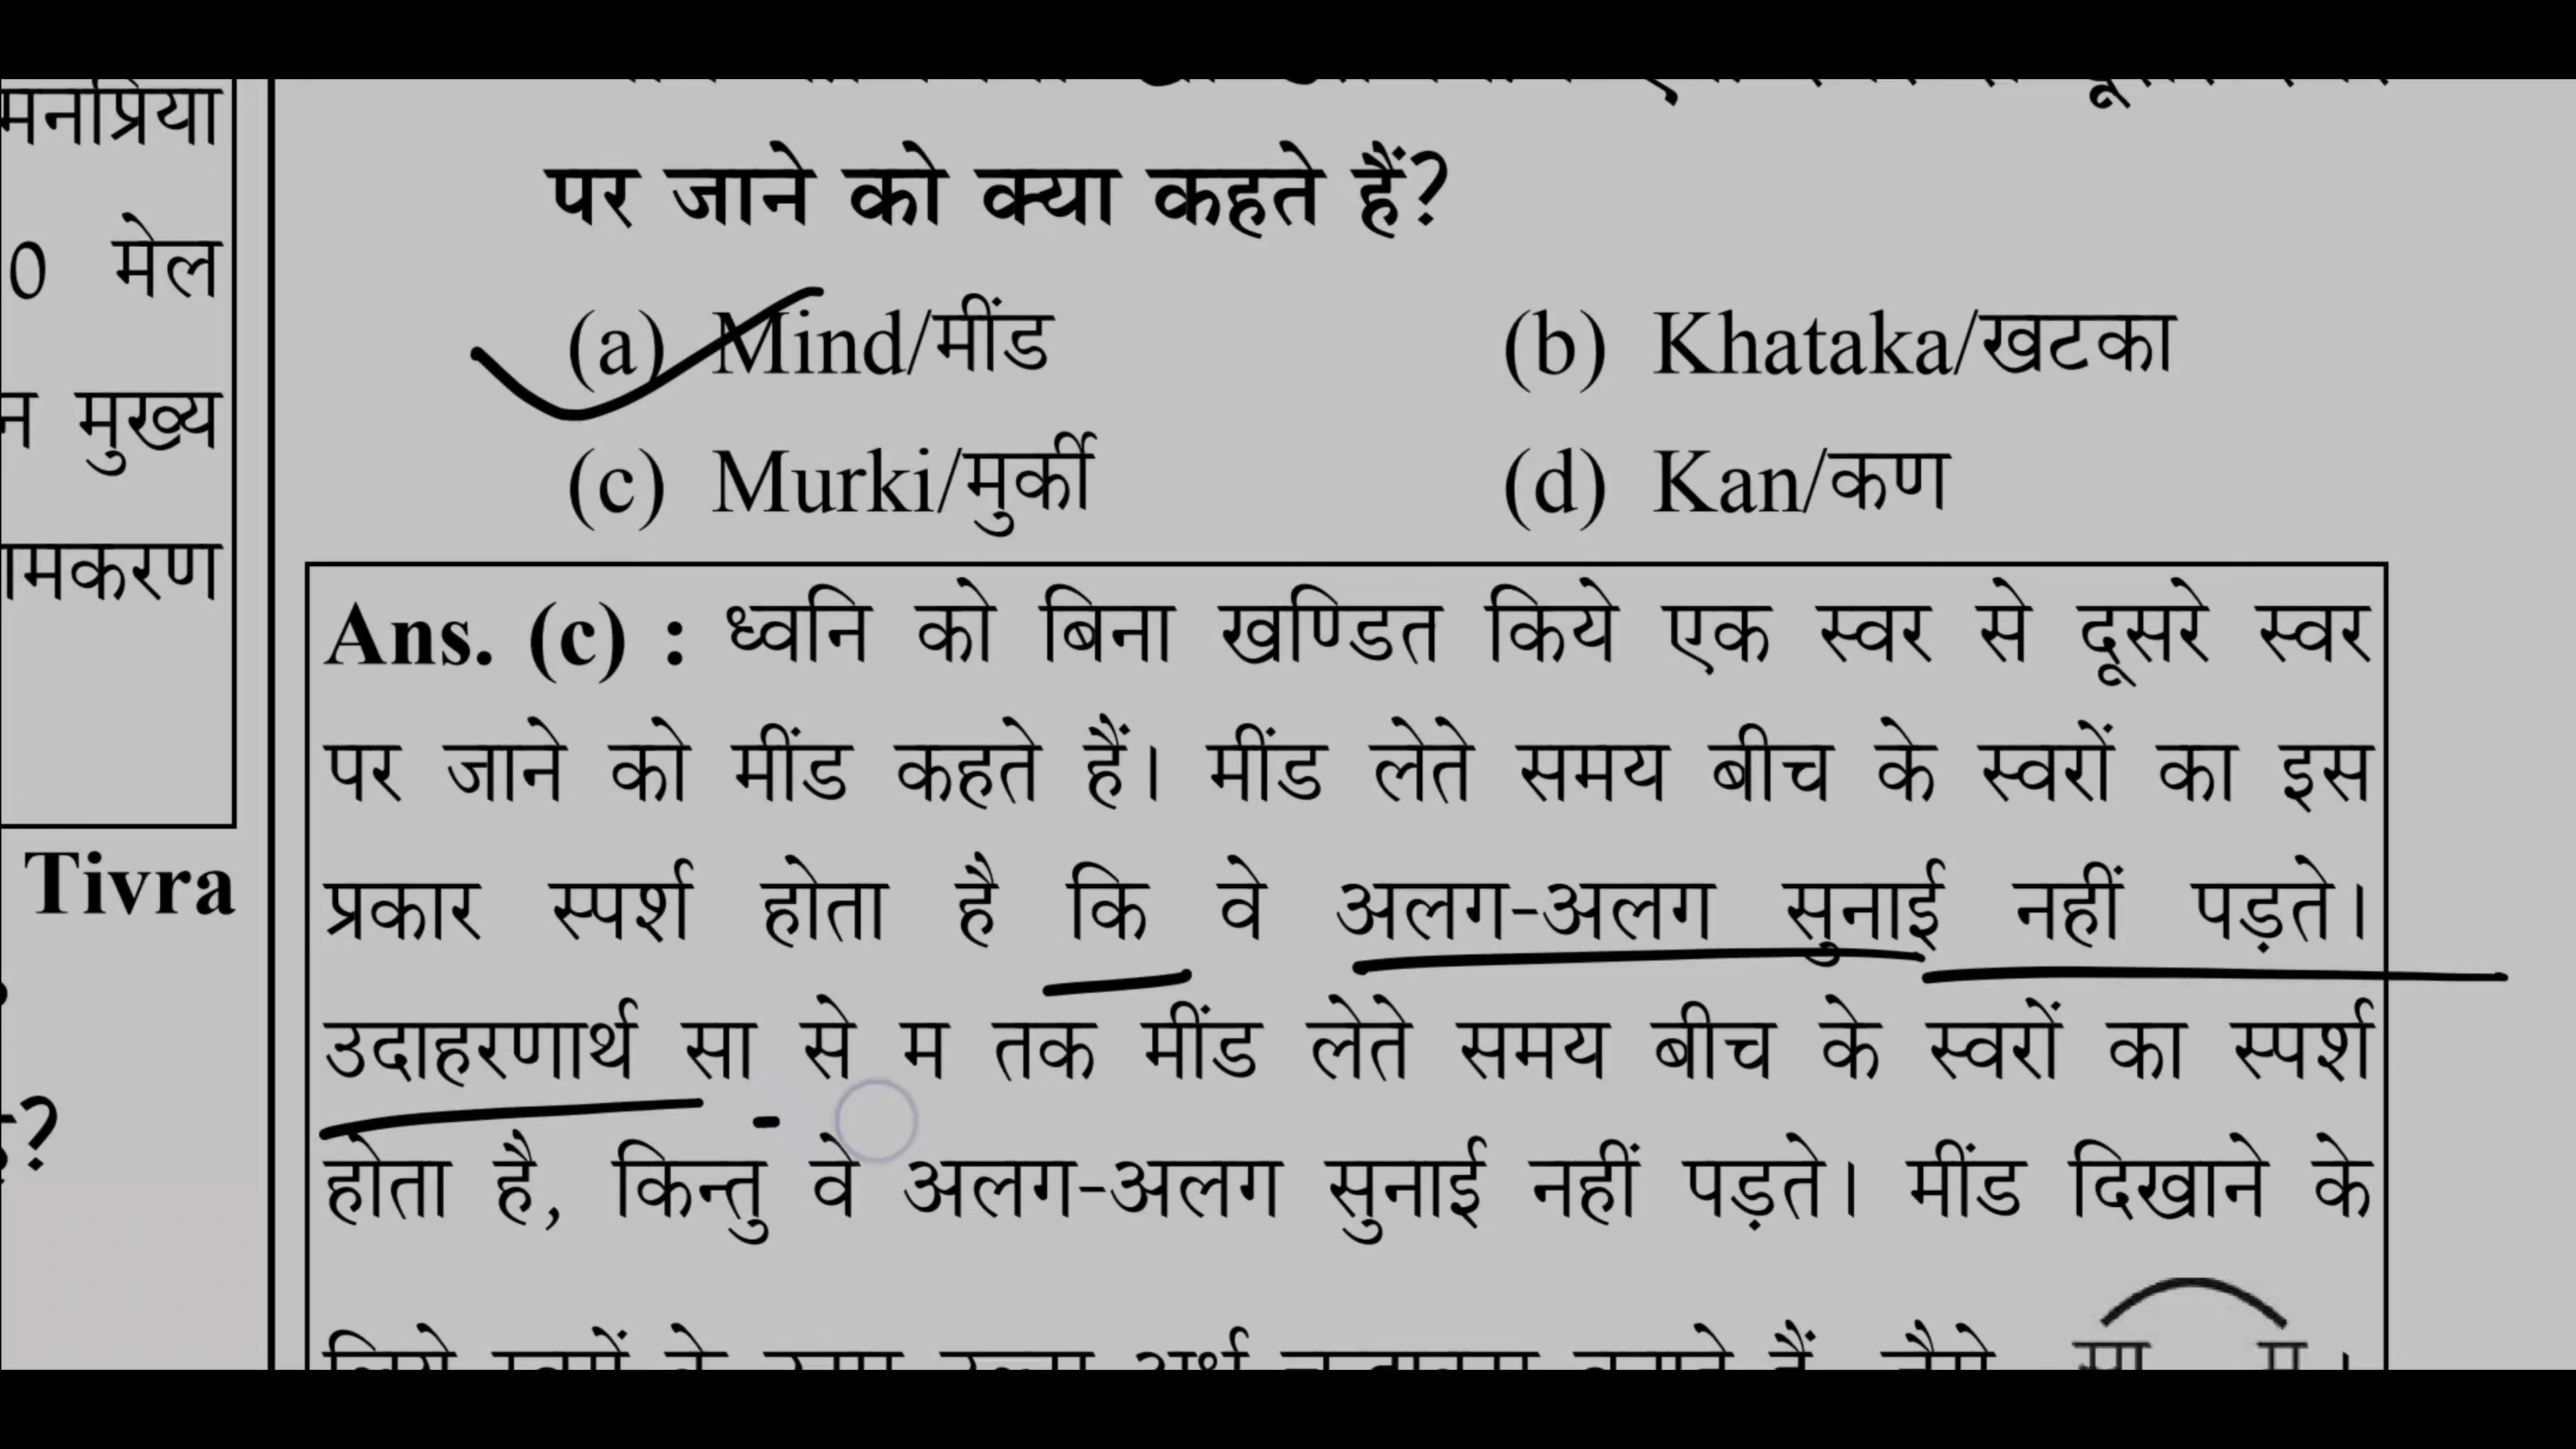 मनप्रिया
0 मेल
न मुख्य
ामकरण
Tivra
?
पर जाने को क्या कहते हैं?
(a) Mind/मींड (b) Khataka/खटका
(c) Murki/मुर्की (d) Kan/कण
Ans. (c) : ध्वनि को बिना खण्डित किये एक स्वर से दूसरे स्वर
पर जाने को मींड कहते हैं। मींड लेते समय बीच के स्वरों का इस
प्रकार स्पर्श होता है कि वे अलग-अलग सुनाई नहीं पड़ते।
उदाहरणार्थ सा से म तक मींड लेते समय बीच के स्वरों का स्पर्श
होता है, किन्तु वे अलग-अलग सुनाई नहीं पड़ते। मींड दिखाने के